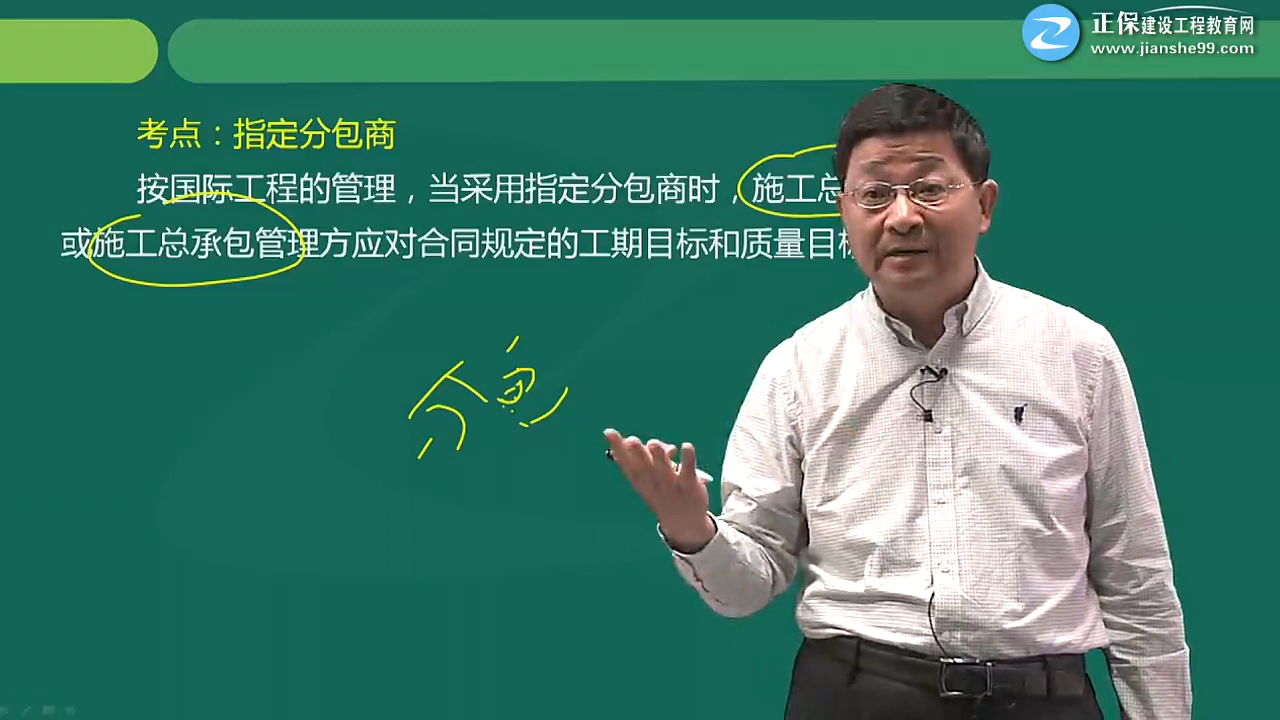 正保建设工程教育网
www.jianshe99.com
考点：指定分包商
按国际工程的管理，当采用指定分包商时，施工总
或施工总承包管理方应对合同规定的工期目标和质量目
分包